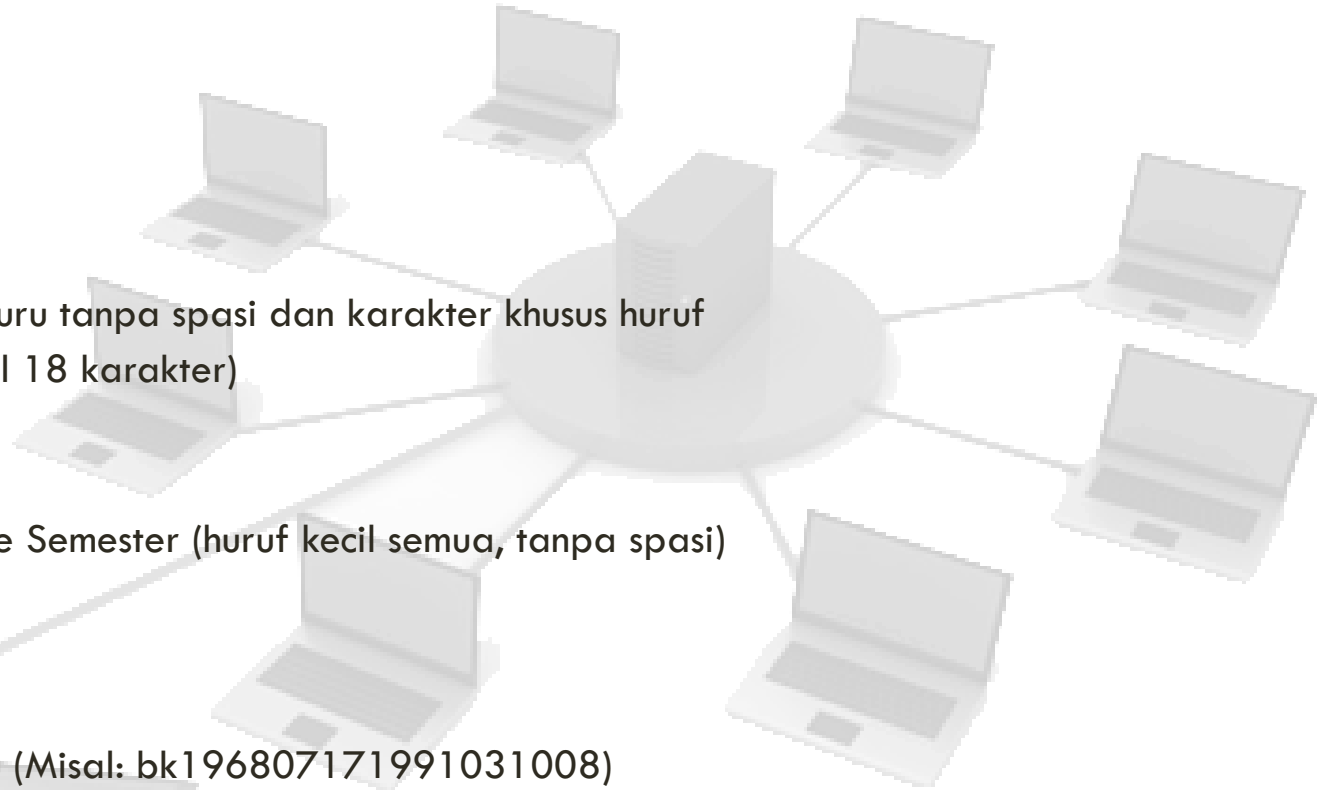 uru tanpa spasi dan karakter khusus huruf
l 18 karakter)
e Semester (huruf kecil semua, tanpa spasi)
(Misal: bk196807171991031008)